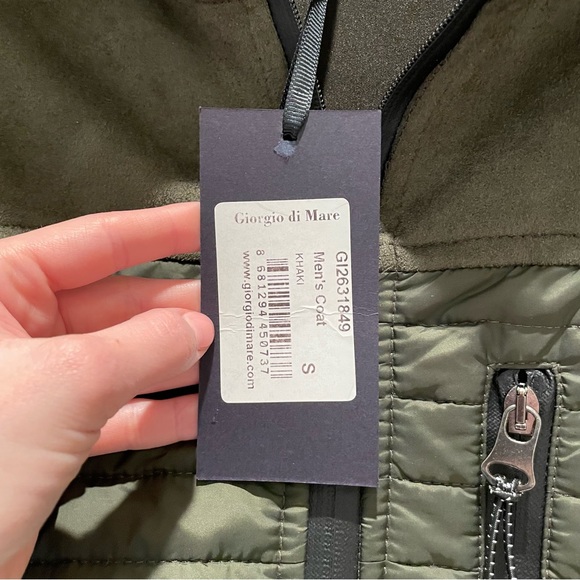 Giorgio di Mare
GI2631849
Men's Coat S
KHAKI
8 681294 450737
www.giorgiodimare.com